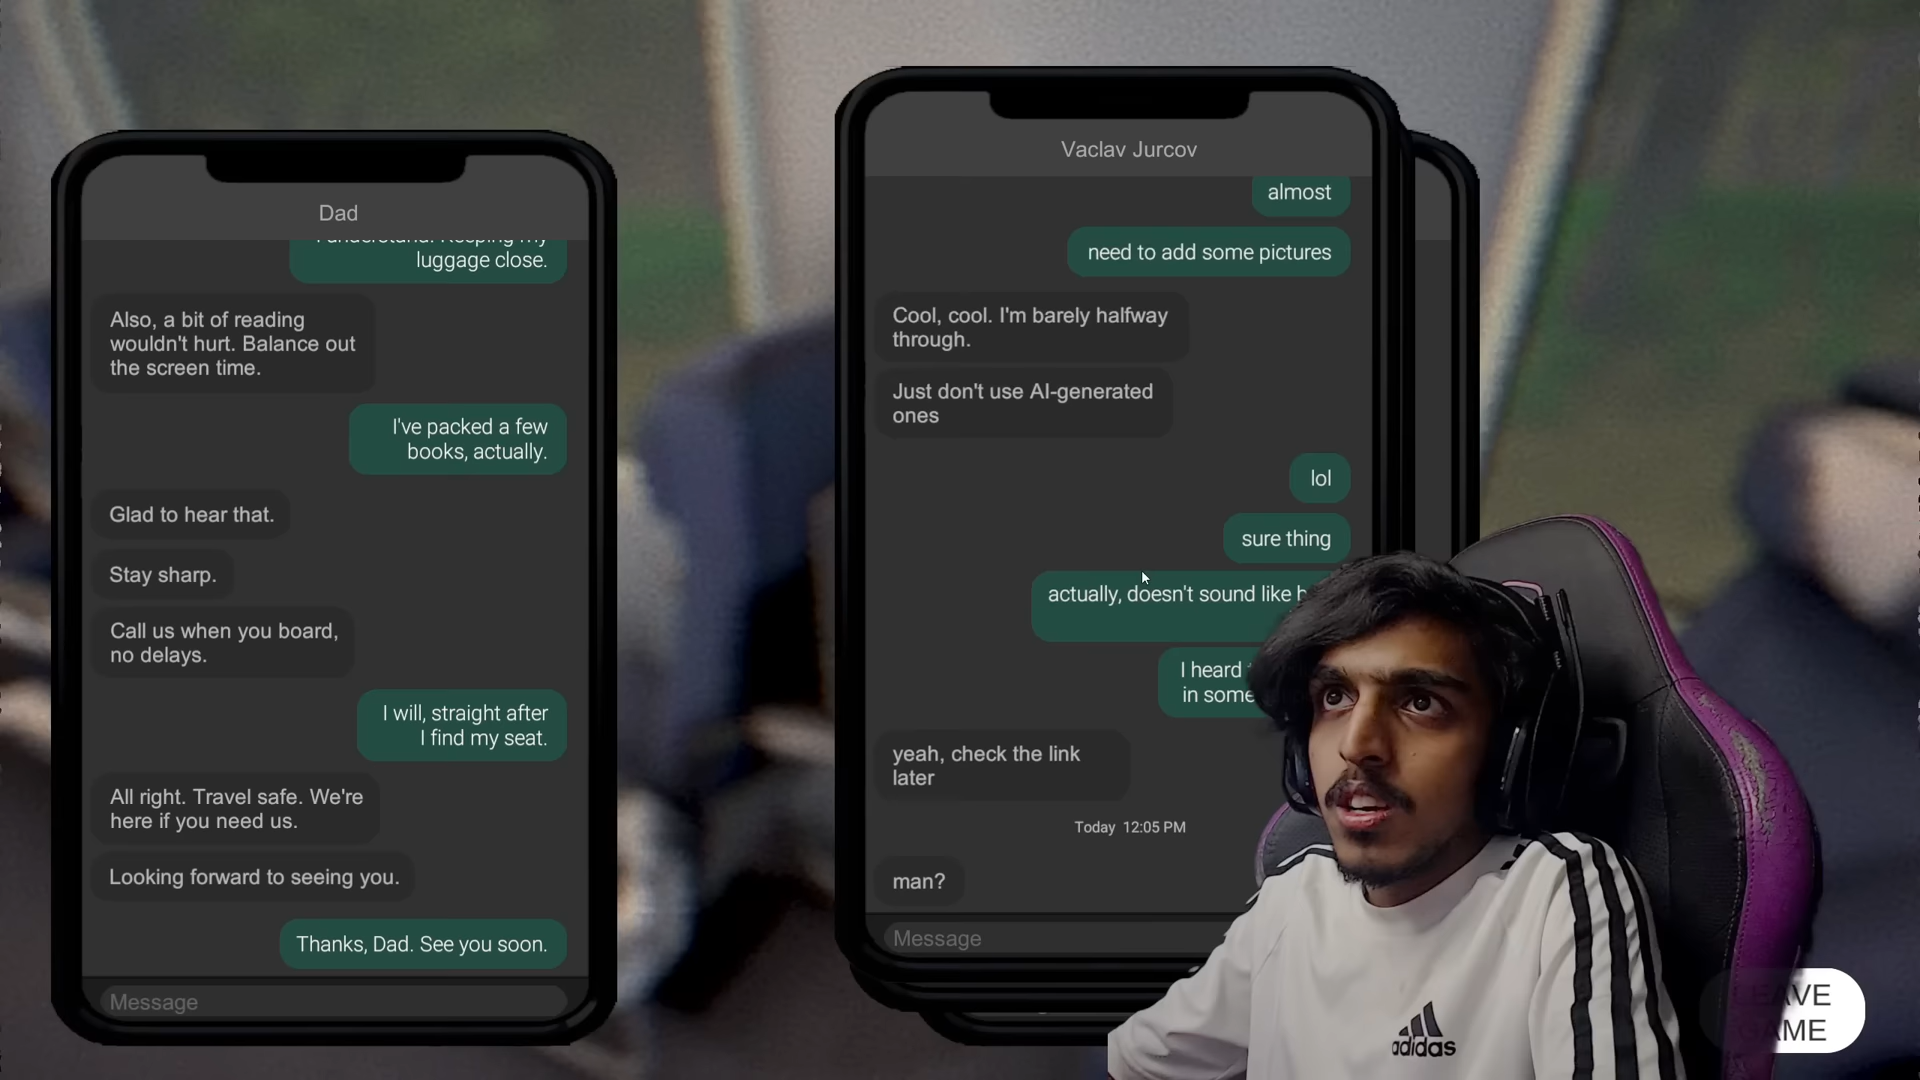 Dad
luggage close.
Also, a bit of reading
wouldn't hurt. Balance out
the screen time.
I've packed a few
books, actually.
Glad to hear that.
Stay sharp.
Call us when you board,
no delays.
I will, straight after
I find my seat.
All right. Travel safe. We're
here if you need us.
Looking forward to seeing you.
Thanks, Dad. See you soon.
Message
Vaclav Jurcov
almost
need to add some pictures
Cool, cool. I'm barely halfway
through.
Just don't use AI-generated
ones
lol
sure thing
actually, doesn't sound like
I heard
in some
yeah, check the link
later
Today 12:05 PM
man?
Message
adidas